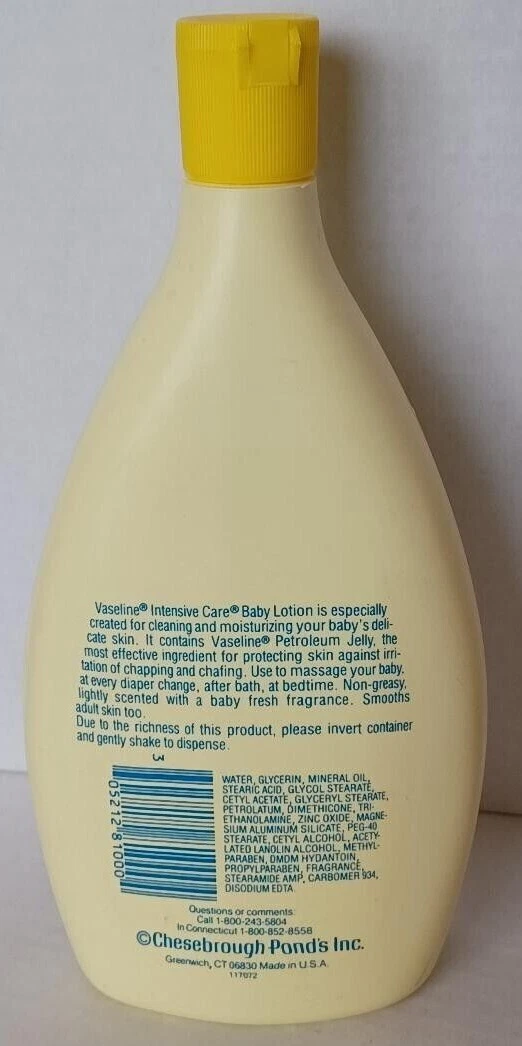 Vaseline® Intensive Care® Baby Lotion is especially
created for cleaning and moisturizing your baby's deli-
cate skin. It contains Vaseline® Petroleum Jelly, the
most effective ingredient for protecting skin against irri-
tation of chapping and chafing. Use to massage your baby,
at every diaper change, after bath, at bedtime. Non-greasy,
lightly scented with a baby fresh fragrance. Smooths
adult skin too.
Due to the richness of this product, please invert container
and gently shake to dispense.
3
05212 81000
WATER, GLYCERIN, MINERAL OIL,
STEARIC ACID, GLYCOL STEARATE,
CETYL ACETATE, GLYCERYL STEARATE,
PETROLATUM, DIMETHICONE, TRI-
ETHANOLAMINE, ZINC OXIDE, MAGNE-
SIUM ALUMINUM SILICATE, PEG-40
STEARATE, CETYL ALCOHOL, ACETY-
LATED LANOLIN ALCOHOL, METHYL-
PARABEN, DMDM HYDANTOIN,
PROPYLPARABEN, FRAGRANCE,
STEARAMIDE AMP, CARBOMER 934,
DISODIUM EDTA.
Questions or comments:
Call 1-800-243-5804
In Connecticut 1-800-852-8558
©Chesebrough-Pond's Inc.
Greenwich, CT 06830 Made in U.S.A.
117072